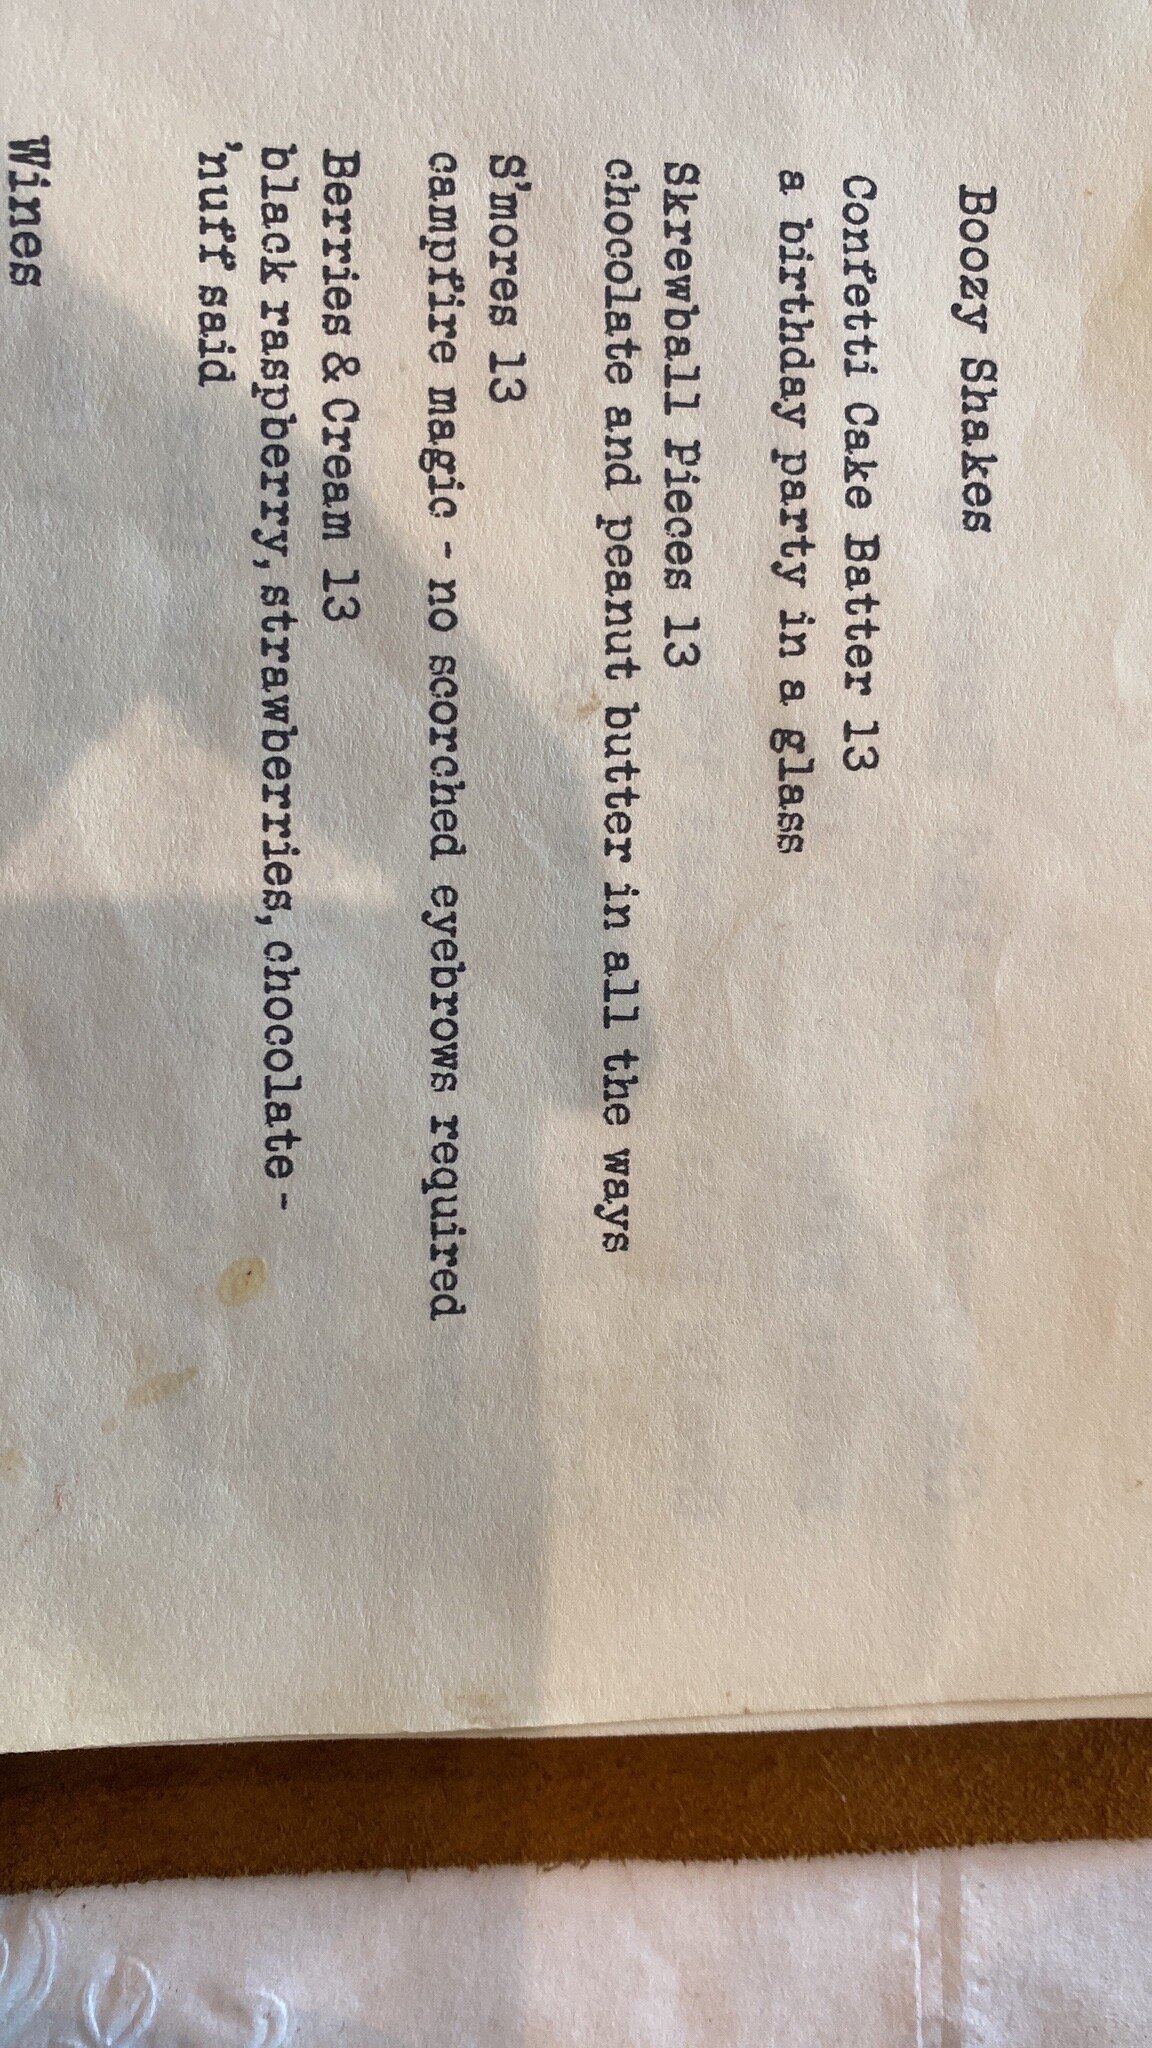 Boozy Shakes
Confetti Cake Batter 13
a birthday party in a glass
Skrewball Pieces 13
chocolate and peanut butter in all the ways
S'mores 13
campfire magic - no scorched eyebrows required
Berries & Cream 13
black raspberry, strawberries, chocolate -
'nuff said
Wines